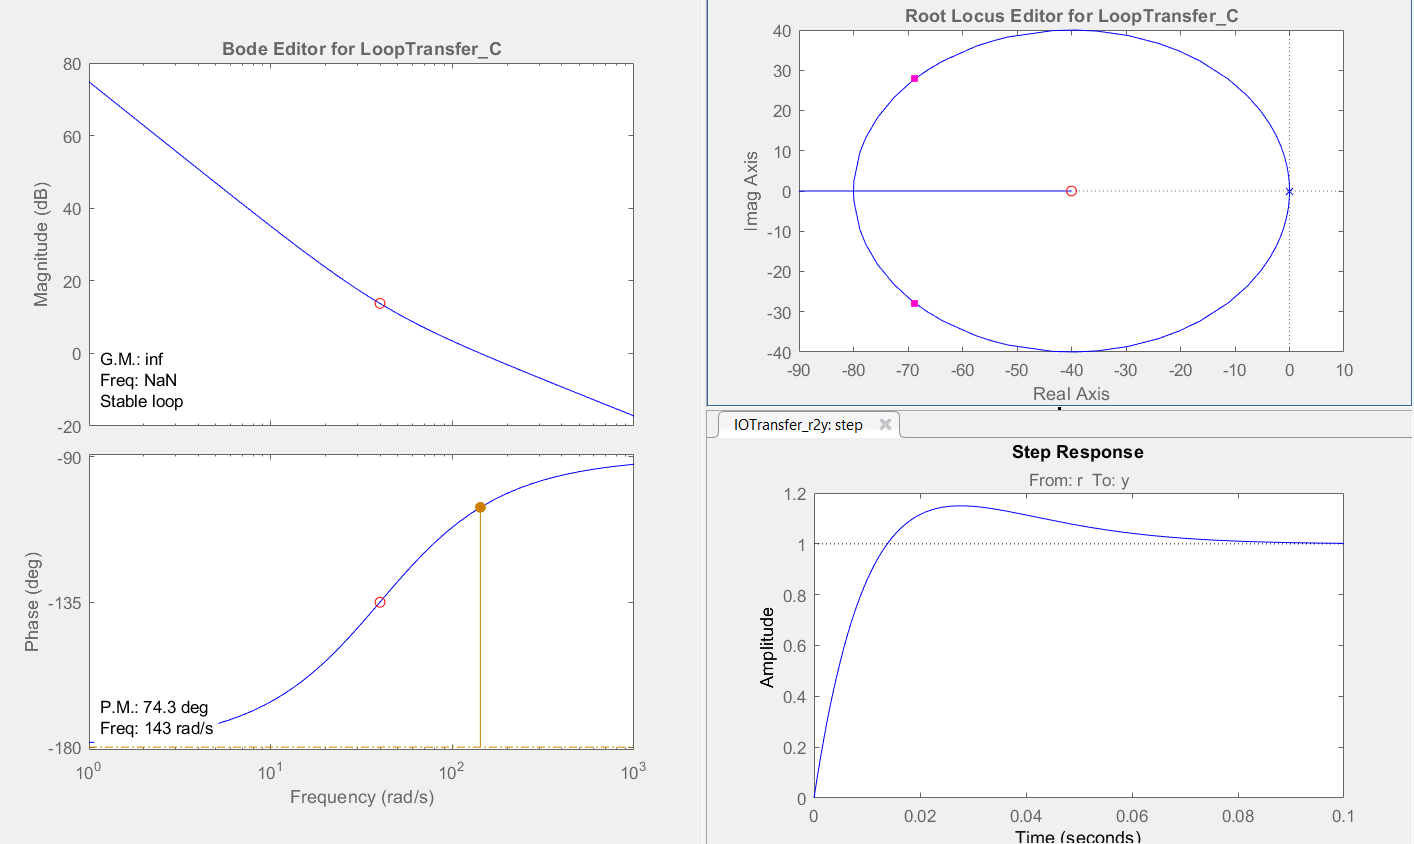 Bode Editor for LoopTransfer_C
80
60
40
20
0
-20
Magnitude (dB)
G.M.: inf
Freq: NaN
Stable loop
-90
-135
-180
Phase (deg)
P.M.: 74.3 deg
Freq: 143 rad/s
10^0 10^1 10^2 10^3
Frequency (rad/s)
Root Locus Editor for LoopTransfer_C
40
30
20
10
0
-10
-20
-30
-40
Imag Axis
-90 -80 -70 -60 -50 -40 -30 -20 -10 0 10
Real Axis
IOTransfer_r2y: step
Step Response
From: r To: y
1.2
1
0.8
0.6
0.4
0.2
0
Amplitude
0 0.02 0.04 0.06 0.08 0.1
Time (seconds)